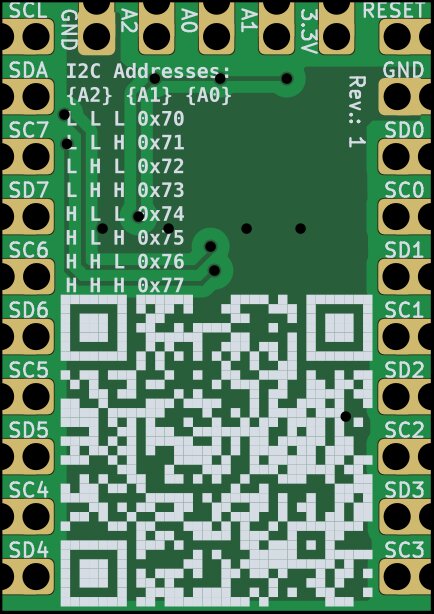 SCL
GND
A2
A0
A1
3.3V
RESET
SDA
I2C Addresses:
GND
{A2} {A1} {A0}
Rev.: 1
SC7
L L L 0x70
SD0
L L H 0x71
L H L 0x72
SD7
L H H 0x73
SC0
H L L 0x74
H L H 0x75
SC6
H H L 0x76
SD1
H H H 0x77
SD6
SC1
SC5
SD2
SD5
SC2
SC4
SD3
SD4
SC3